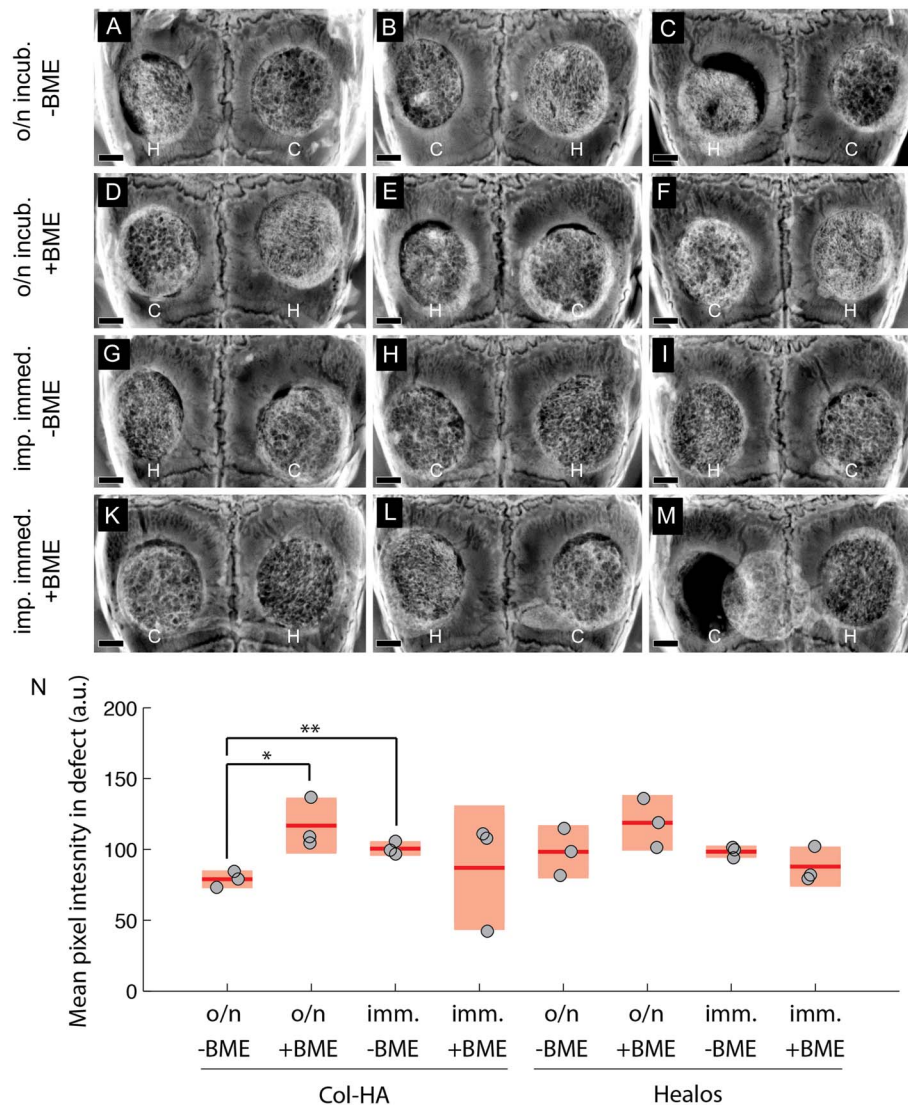 A
B
C
o/n incub.
-BME
H
C
C
H
H
C
D
E
F
o/n incub.
+BME
C
H
H
C
C
H
G
H
I
imp. immed.
-BME
H
C
C
H
H
C
K
L
M
imp. immed.
+BME
C
H
H
C
C
H
N
Mean pixel intesnity in defect (a.u.)
200
150
100
50
0
*
**
o/n o/n imm. imm. o/n o/n imm. imm.
-BME +BME -BME +BME -BME +BME -BME +BME
Col-HA Healos